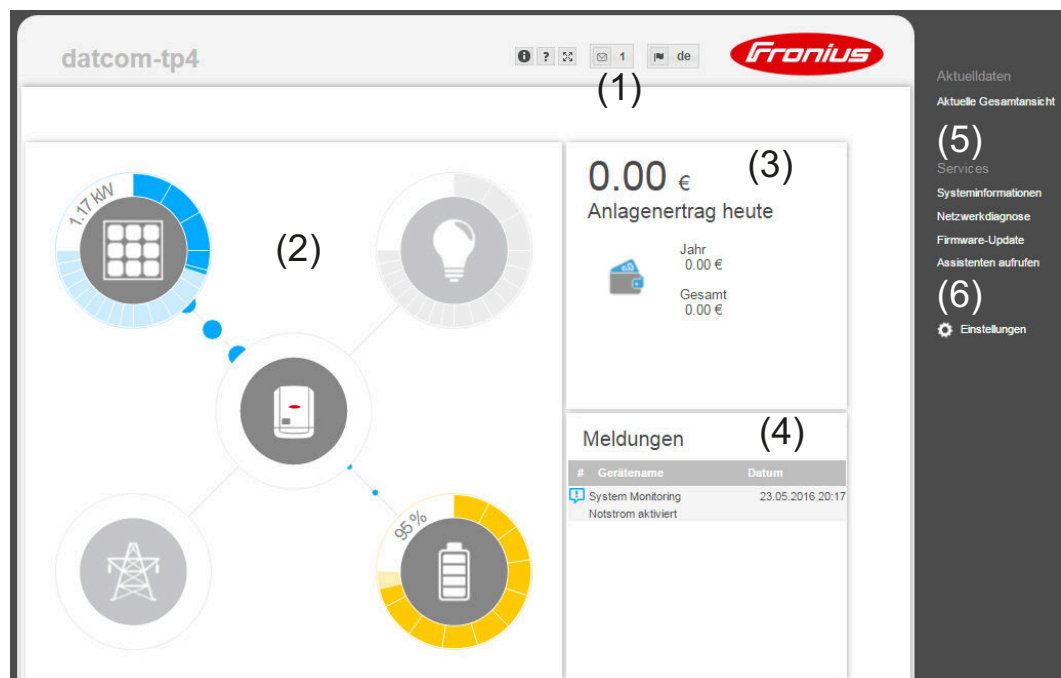 datcom-tp4
i ? 1 de
Fronius
(1)
Aktuelldaten
Aktuelle Gesamtansicht
(5)
Services
Systeminformationen
Netzwerkdiagnose
Firmware-Update
Assistenten aufrufen
(6)
Einstellungen
1.17 kW
(2)
95 %
0.00 €
(3)
Anlagenertrag heute
Jahr
0.00 €
Gesamt
0.00 €
Meldungen
(4)
# Gerätename Datum
System Monitoring 23.05.2016 20:17
Notstrom aktiviert